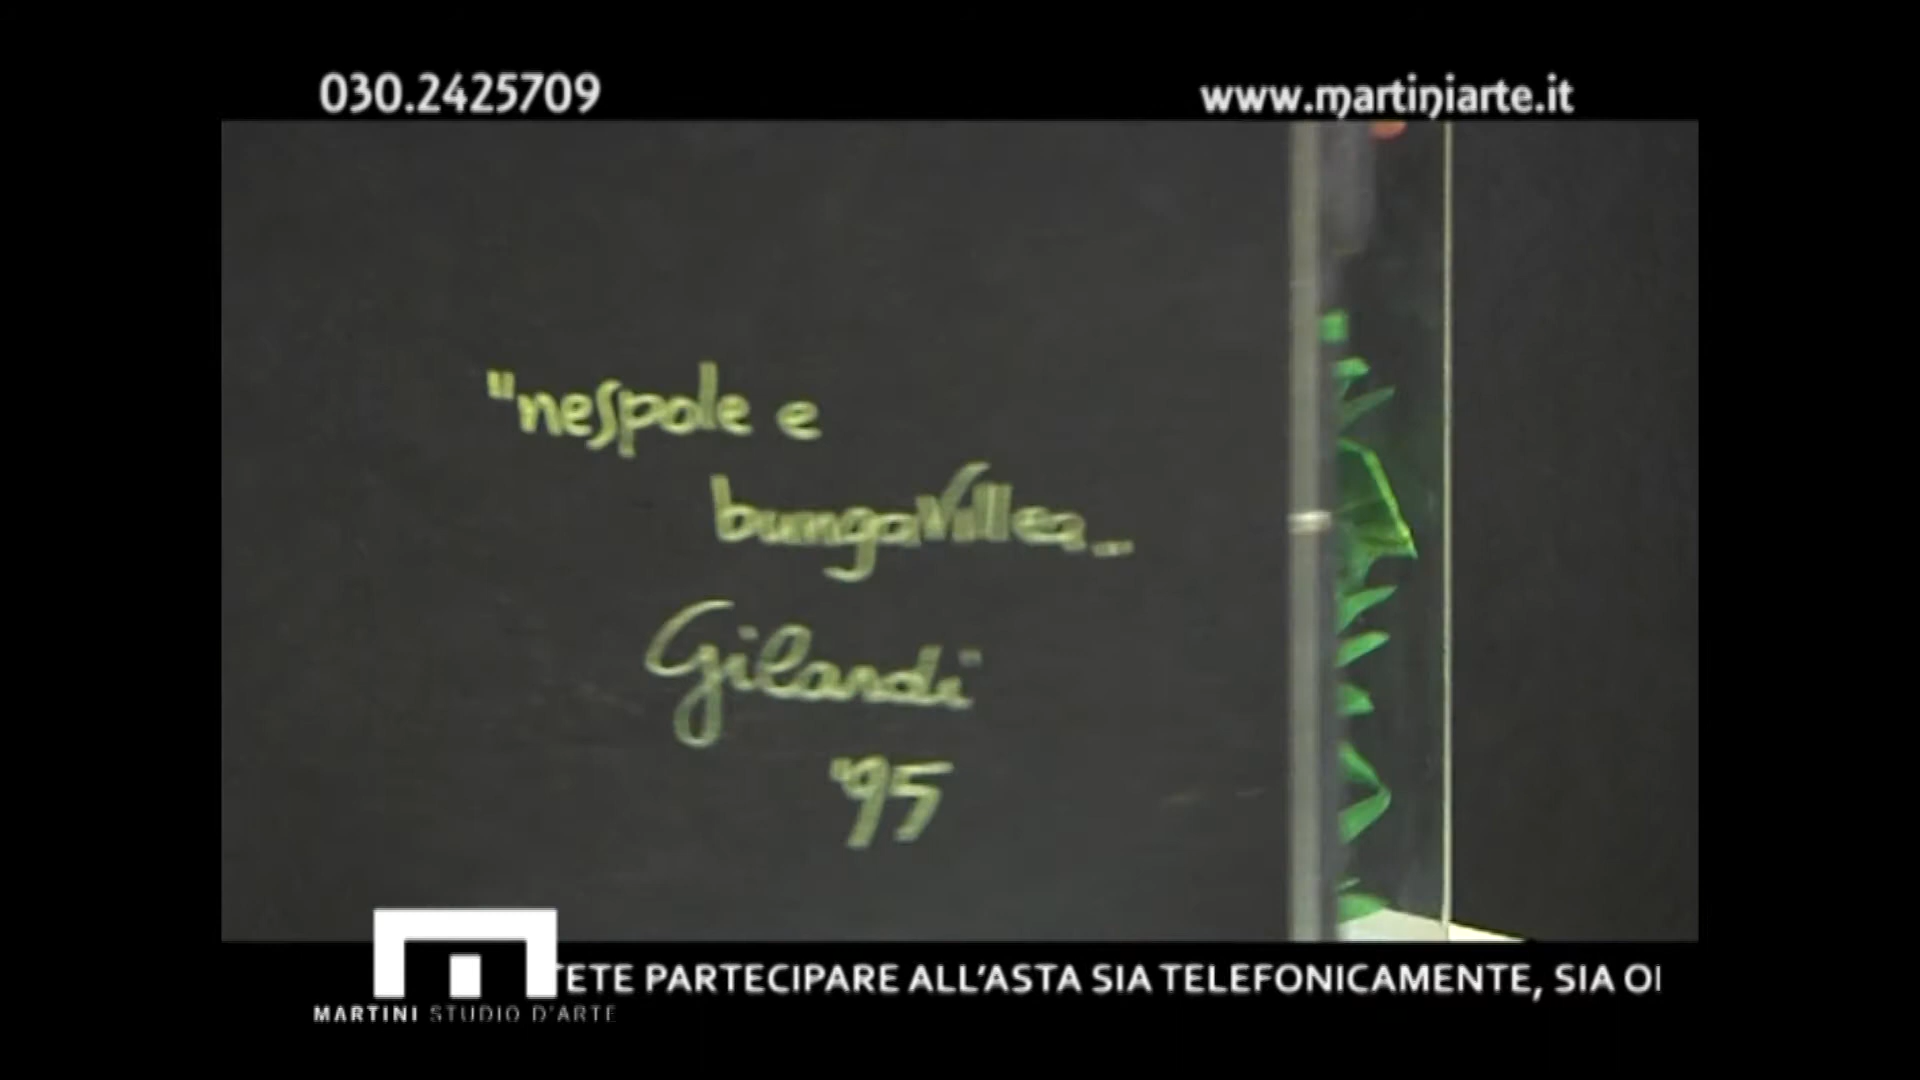 030.2425709
www.martiniarte.it
"nespole e
bungaVillea...
Gilardi
'95
TETE PARTECIPARE ALL'ASTA SIA TELEFONICAMENTE, SIA
MARTINI STUDIO D'ARTE